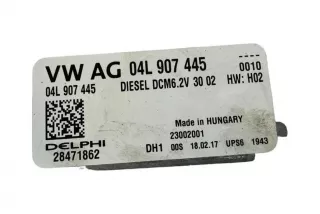 VW AG 04L 907 445
04L 907 445 DIESEL DCM6.2V 30 02 0010
HW: H02
DELPHI
Made in HUNGARY
28471862 23002001
DH1 00S 18.02.17 UPS6 1943